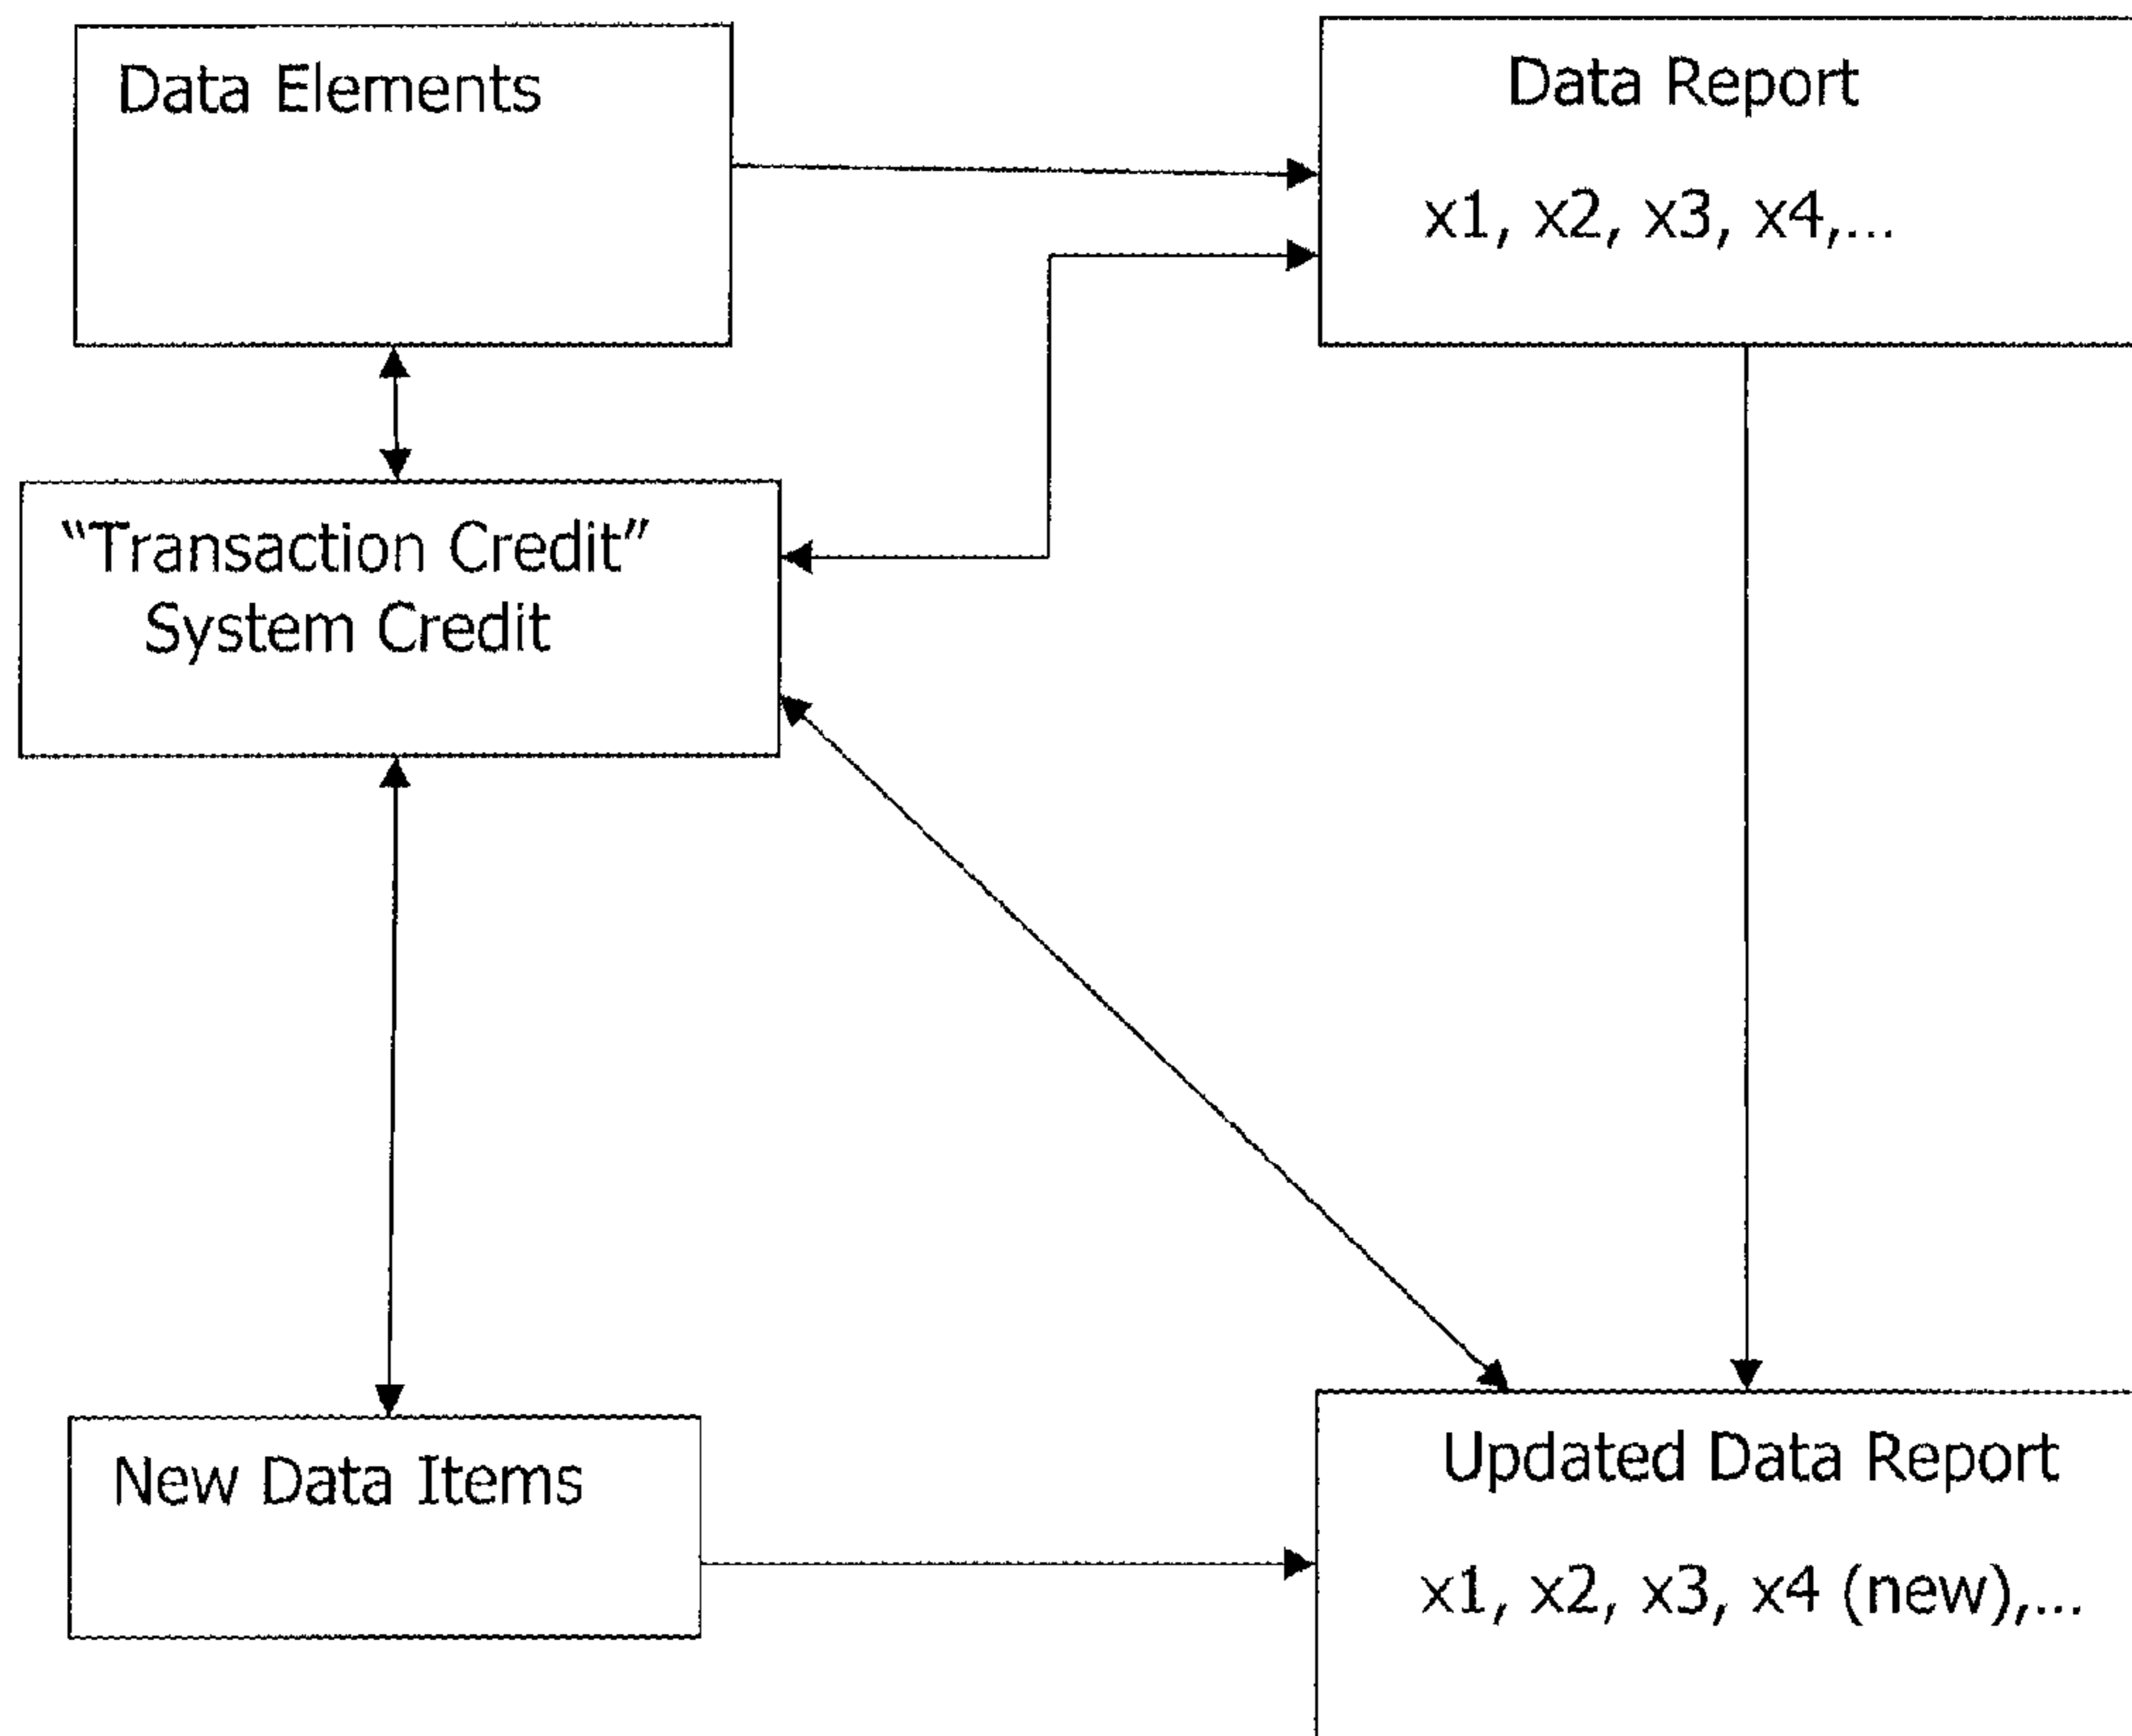 Data Elements
Data Report
x1, x2, x3, x4,...
“Transaction Credit”
System Credit
New Data Items
Updated Data Report
x1, x2, x3, x4 (new),...